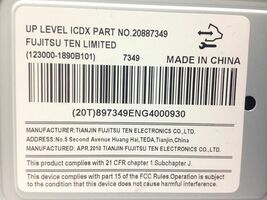 UP LEVEL ICDX PART NO.20887349
FUJITSU TEN LIMITED
(123000-1890B101) 7349
MADE IN CHINA
(20T)897349ENG4000930
MANUFACTURER:TIANJIN FUJITSU TEN ELECTRONICS CO.,LTD.
ADDRESS:No.5 Second Avenue Huang Hai,TEDA,Tianjin,China
MANUFACTURED: APR.2010 TIANJIN FUJITSU TEN ELECTRONICS CO.,LTD.
This product complies with 21 CFR chapter 1.Subchapter J.
This device complies with part 15 of the FCC.Rules.Operation is subject
to the condition that this device does not cause harmful interference.